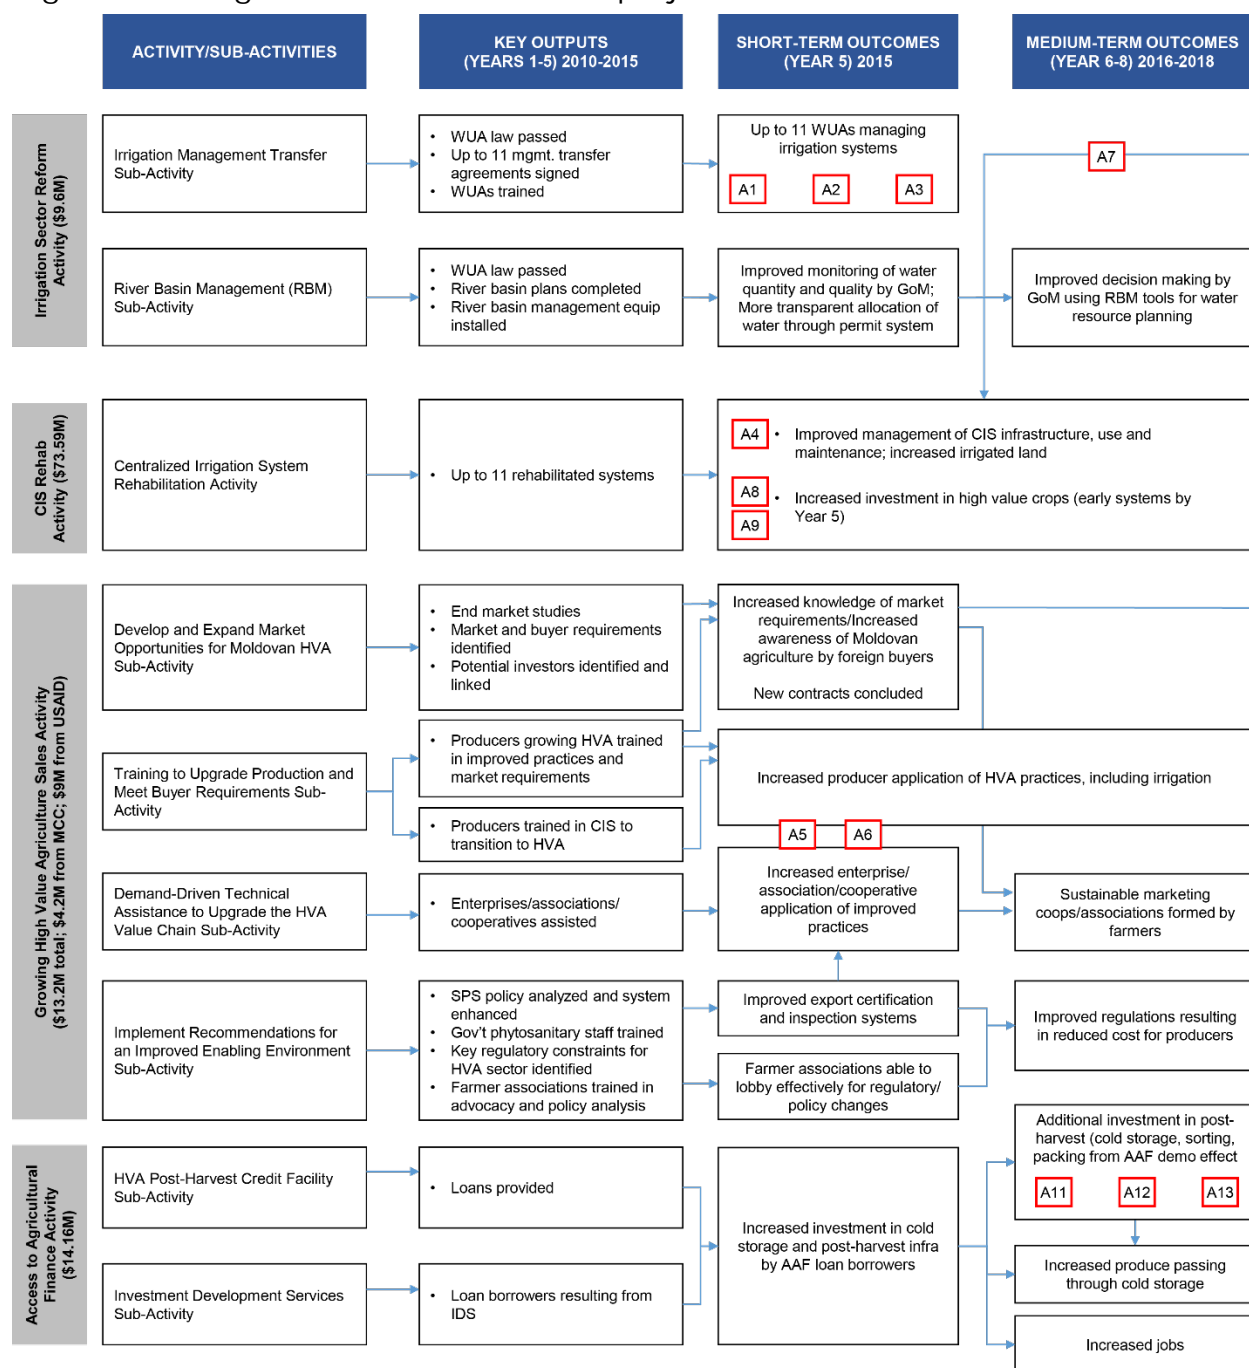 ACTIVITY/SUB-ACTIVITIES
KEY OUTPUTS
(YEARS 1-5) 2010-2015
SHORT-TERM OUTCOMES
(YEAR 5) 2015
MEDIUM-TERM OUTCOMES
(YEAR 6-8) 2016-2018
Irrigation Sector Reform
Activity ($9.6M)
Irrigation Management Transfer
Sub-Activity
• WUA law passed
• Up to 11 mgmt. transfer
agreements signed
• WUAs trained
Up to 11 WUAs managing
irrigation systems
A1 A2 A3
A7
River Basin Management (RBM)
Sub-Activity
• WUA law passed
• River basin plans completed
• River basin management equip
installed
Improved monitoring of water
quantity and quality by GoM;
More transparent allocation of
water through permit system
Improved decision making by
GoM using RBM tools for water
resource planning
CIS Rehab
Activity ($73.59M)
Centralized Irrigation System
Rehabilitation Activity
• Up to 11 rehabilitated systems
A4 • Improved management of CIS infrastructure, use and
maintenance; increased irrigated land
A8
• Increased investment in high value crops (early systems by
Year 5)
A9
Growing High Value Agriculture Sales Activity
($13.2M total; $4.2M from MCC; $9M from USAID)
Develop and Expand Market
Opportunities for Moldovan HVA
Sub-Activity
• End market studies
• Market and buyer requirements
identified
• Potential investors identified and
linked
Increased knowledge of market
requirements/Increased
awareness of Moldovan
agriculture by foreign buyers
New contracts concluded
Training to Upgrade Production and
Meet Buyer Requirements Sub-
Activity
• Producers growing HVA trained
in improved practices and
market requirements
• Producers trained in CIS to
transition to HVA
Increased producer application of HVA practices, including irrigation
A5 A6
Demand-Driven Technical
Assistance to Upgrade the HVA
Value Chain Sub-Activity
• Enterprises/associations/
cooperatives assisted
Increased enterprise/
association/cooperative
application of improved
practices
Sustainable marketing
coops/associations formed by
farmers
Implement Recommendations for
an Improved Enabling Environment
Sub-Activity
• SPS policy analyzed and system
enhanced
• Gov't phytosanitary staff trained
• Key regulatory constraints for
HVA sector identified
• Farmer associations trained in
advocacy and policy analysis
Improved export certification
and inspection systems
Farmer associations able to
lobby effectively for regulatory/
policy changes
Improved regulations resulting
in reduced cost for producers
Access to Agricultural
Finance Activity
($14.16M)
HVA Post-Harvest Credit Facility
Sub-Activity
• Loans provided
Investment Development Services
Sub-Activity
• Loan borrowers resulting from
IDS
Increased investment in cold
storage and post-harvest infra
by AAF loan borrowers
Additional investment in post-
harvest (cold storage, sorting,
packing from AAF demo effect
A11 A12 A13
Increased produce passing
through cold storage
Increased jobs